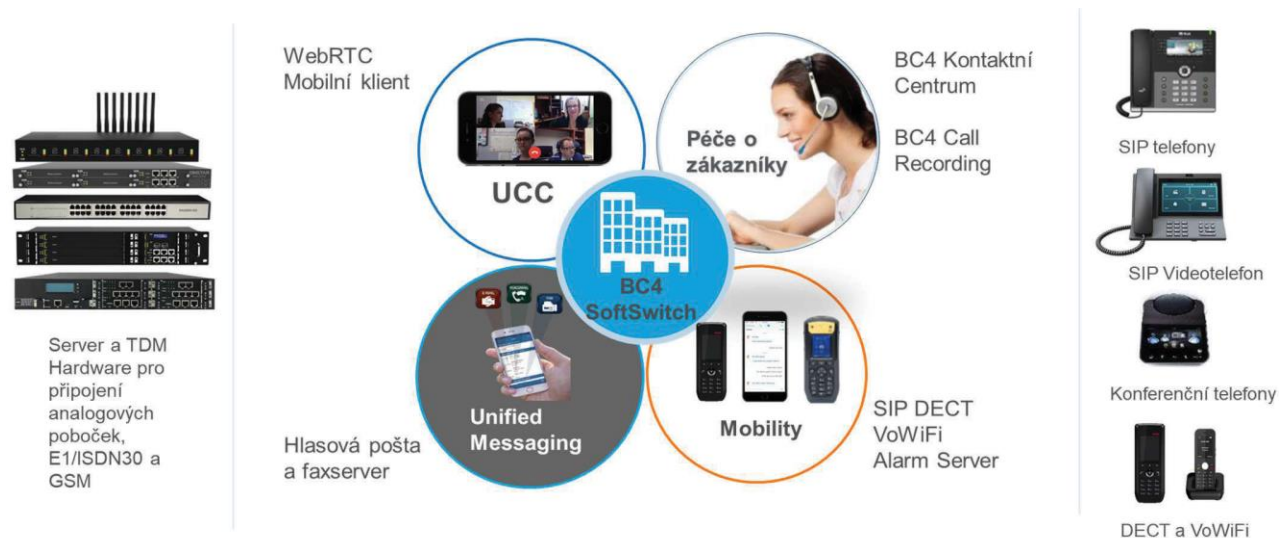 Server a TDM
Hardware pro
připojení
analogových
poboček,
E1/ISDN30 a
GSM
WebRTC
Mobilní klient
UCC
Péče o
zákazníky
BC4 Kontaktní
Centrum
BC4 Call
Recording
BC4
SoftSwitch
Unified
Messaging
Hlasová pošta
a faxserver
Mobility
SIP DECT
VoWiFi
Alarm Server
SIP telefony
SIP Videotelefon
Konferenční telefony
DECT a VoWiFi